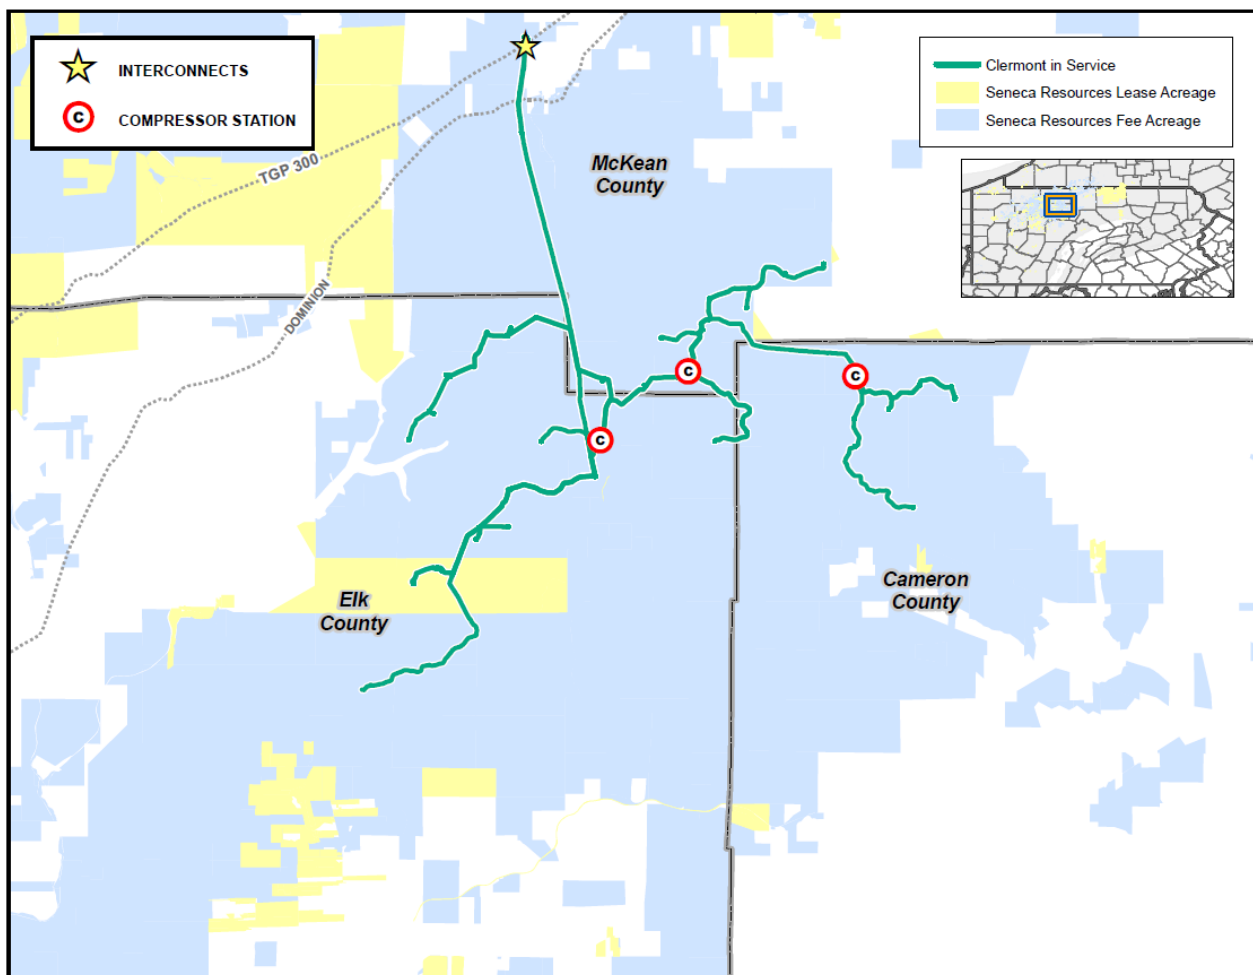 INTERCONNECTS
C
COMPRESSOR STATION
Clermont in Service
Seneca Resources Lease Acreage
Seneca Resources Fee Acreage
TGP 300
McKean
County
DOMINION
C
C
C
Elk
County
Cameron
County